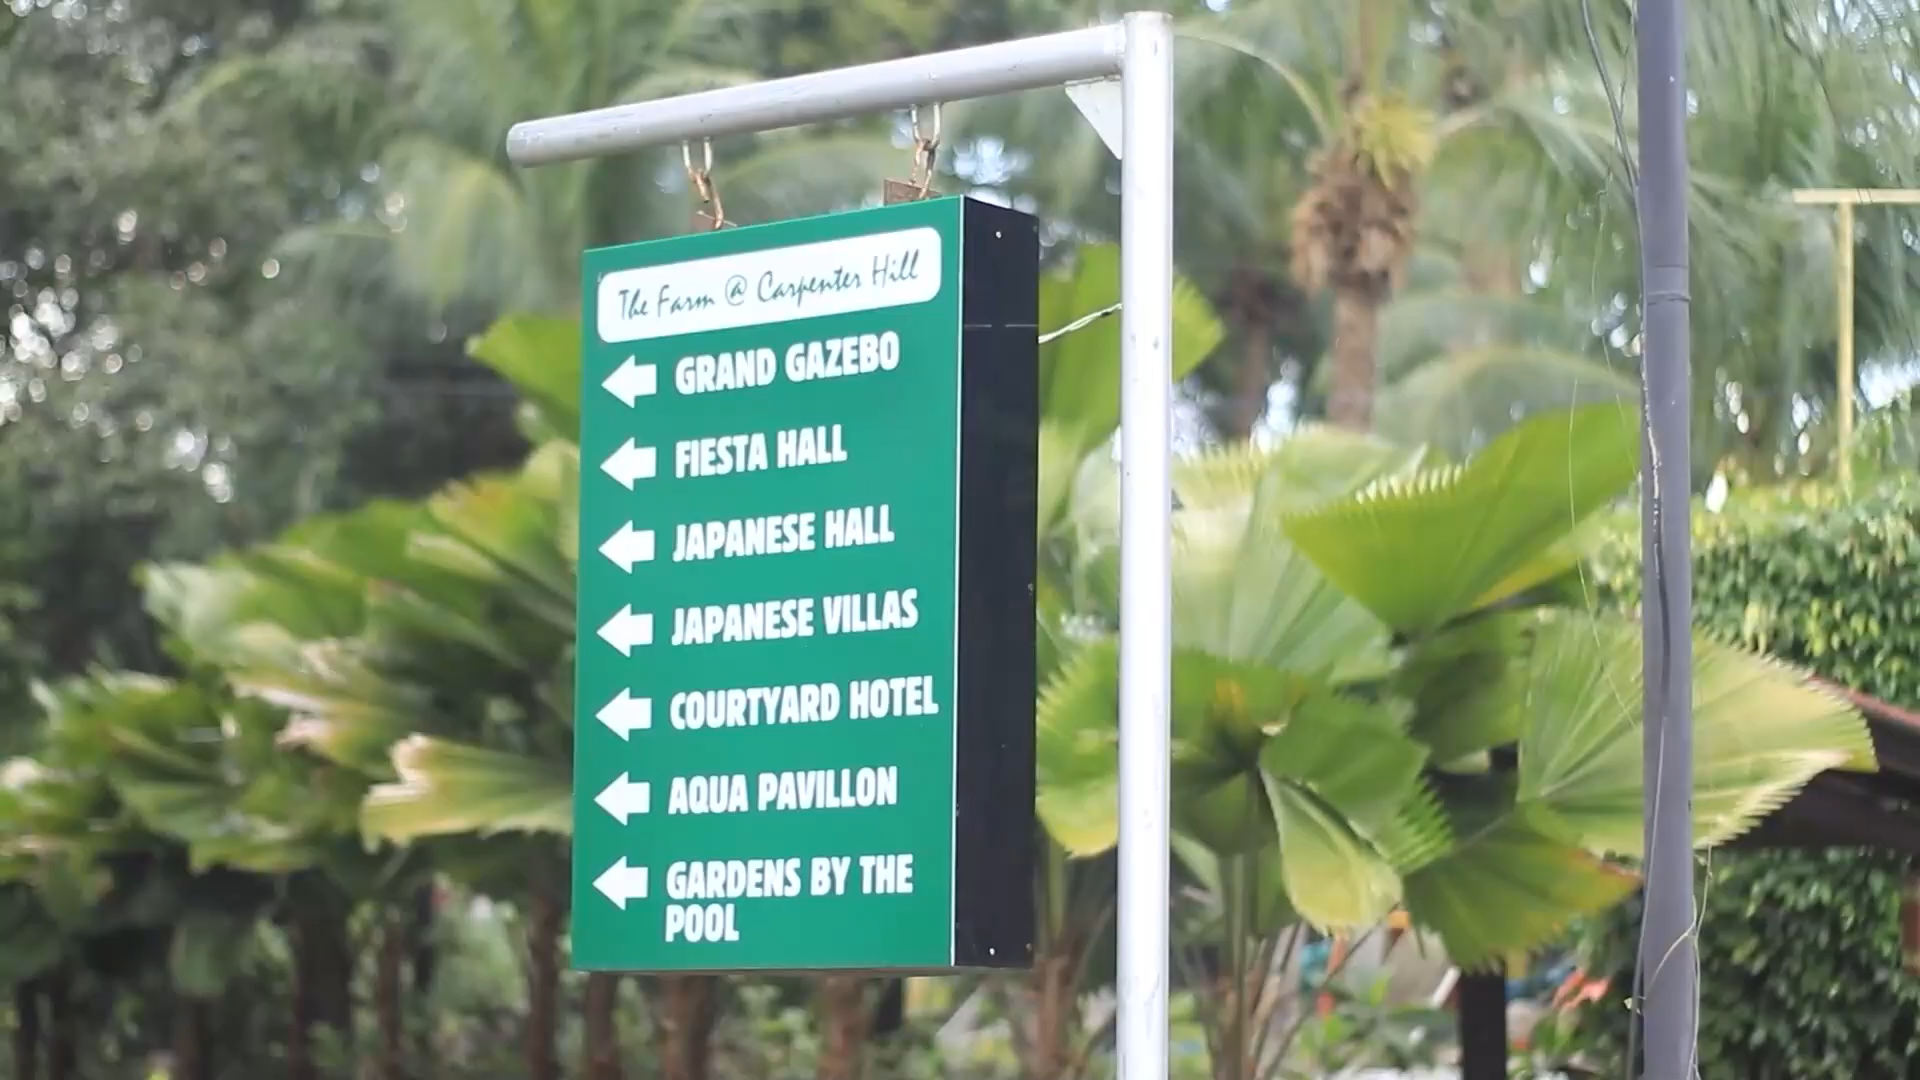 The Farm @ Carpenter Hill
GRAND GAZEBO
FIESTA HALL
JAPANESE HALL
JAPANESE VILLAS
COURTYARD HOTEL
AQUA PAVILLON
GARDENS BY THE
POOL